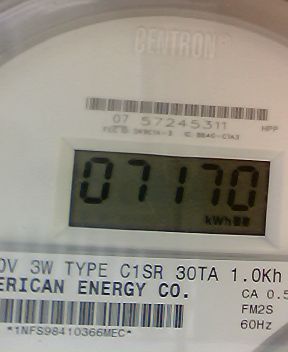 CENTRON
07 57245311
HPP
07170
kWh
0V 3W TYPE C1SR 30TA 1.0Kh
ERICAN ENERGY CO.
CA 0.5
FM2S
60Hz
*1NFS98410366MEC*